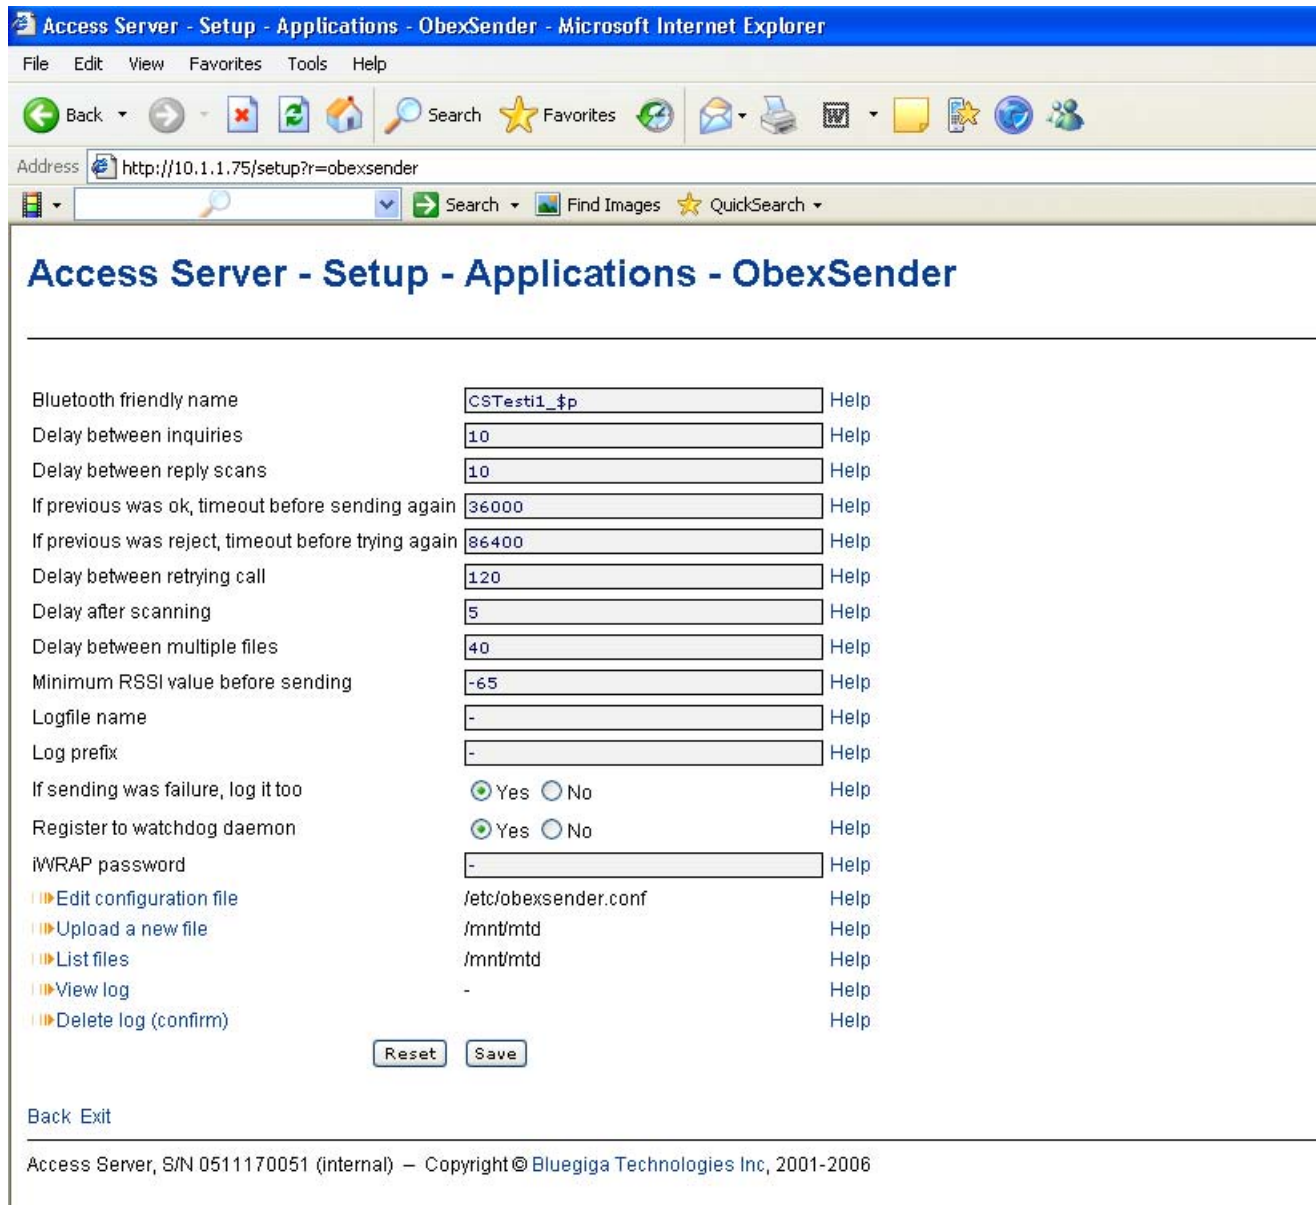 Access Server - Setup - Applications - ObexSender - Microsoft Internet Explorer
File Edit View Favorites Tools Help
Back Search Favorites
Address http://10.1.1.75/setup?r=obexsender
Search Find Images QuickSearch
Access Server - Setup - Applications - ObexSender
Bluetooth friendly name CSTesti1_$p Help
Delay between inquiries 10 Help
Delay between reply scans 10 Help
If previous was ok, timeout before sending again 36000 Help
If previous was reject, timeout before trying again 86400 Help
Delay between retrying call 120 Help
Delay after scanning 5 Help
Delay between multiple files 40 Help
Minimum RSSI value before sending -65 Help
Logfile name - Help
Log prefix - Help
If sending was failure, log it too Yes No Help
Register to watchdog daemon Yes No Help
iWRAP password - Help
Edit configuration file /etc/obexsender.conf Help
Upload a new file /mnt/mtd Help
List files /mnt/mtd Help
View log - Help
Delete log (confirm) Help
Reset Save
Back Exit
Access Server, S/N 0511170051 (internal) – Copyright © Bluegiga Technologies Inc, 2001-2006